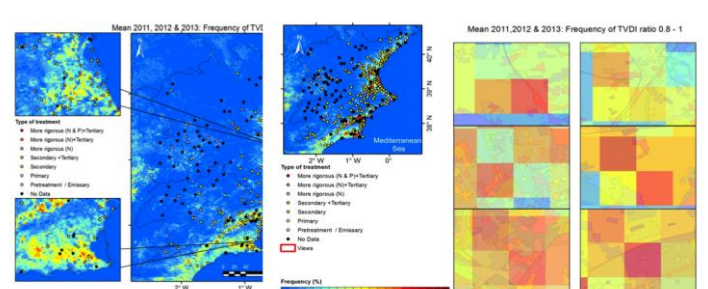 Mean 2011, 2012 & 2013: Frequency of TVD
N
Type of treatment
More rigorous (N & P)+Tertiary
More rigorous (N)+Tertiary
More rigorous (N)
Secondary +Tertiary
Secondary
Primary
Pretreatment / Emissary
No Data
2° W
1° W
N
40° N
39° N
38° N
Mediterranean
Sea
2° W
1° W
0°
Type of treatment
More rigorous (N & P)+Tertiary
More rigorous (N)+Tertiary
More rigorous (N)
Secondary +Tertiary
Secondary
Primary
Pretreatment / Emissary
No Data
Views
Frequency (%)
Mean 2011,2012 & 2013: Frequency of TVDI ratio 0.8 - 1